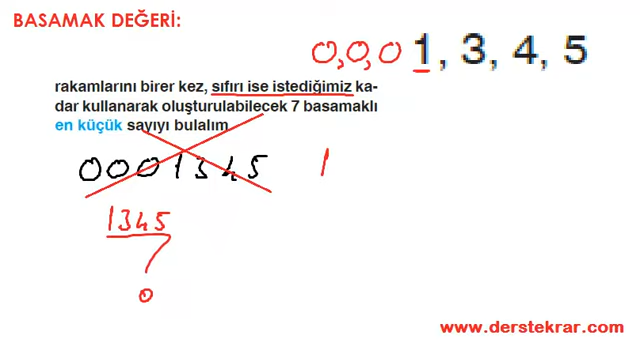 BASAMAK DEĞERİ:
0,0,0 1, 3, 4, 5
rakamlarını birer kez, sıfırı ise istediğimiz ka-
dar kullanarak oluşturulabilecek 7 basamaklı
en küçük sayıyı bulalım
0001345 1
1345
0
www.derstekrar.com